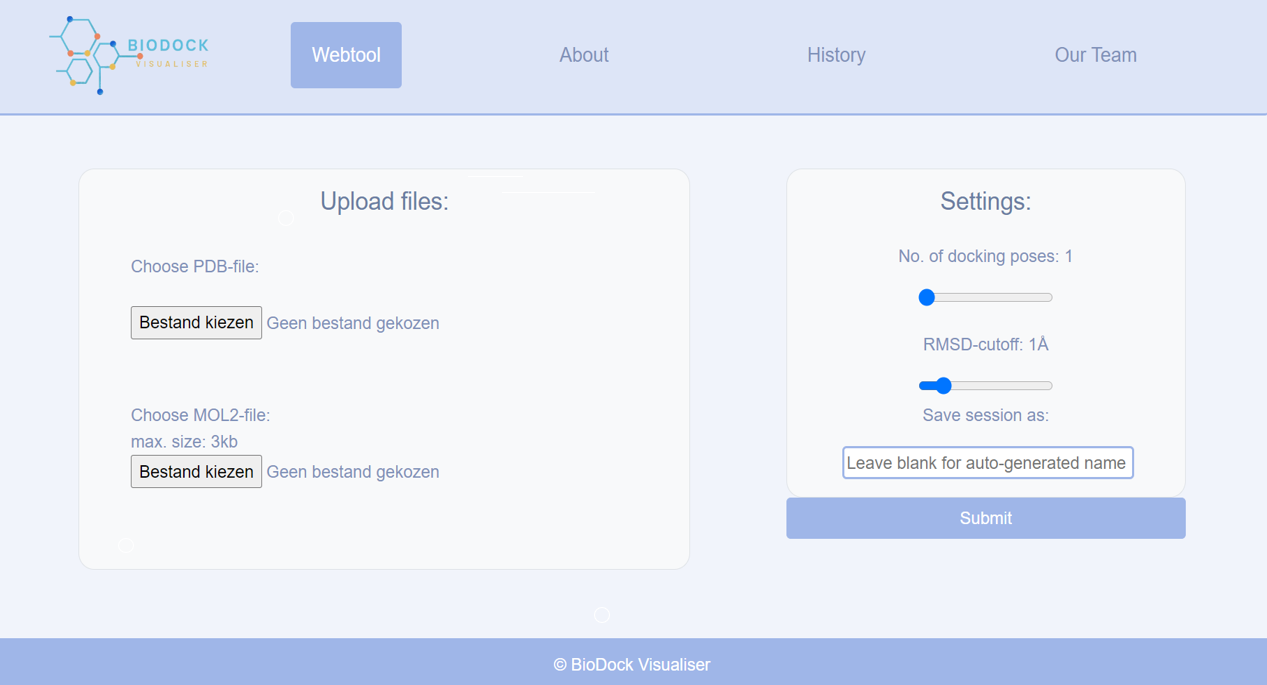 BIODOCK
VISUALISER
Webtool
About
History
Our Team
Upload files:
Choose PDB-file:
Bestand kiezen Geen bestand gekozen
Choose MOL2-file:
max. size: 3kb
Bestand kiezen Geen bestand gekozen
Settings:
No. of docking poses: 1
RMSD-cutoff: 1Å
Save session as:
Leave blank for auto-generated name
Submit
© BioDock Visualiser